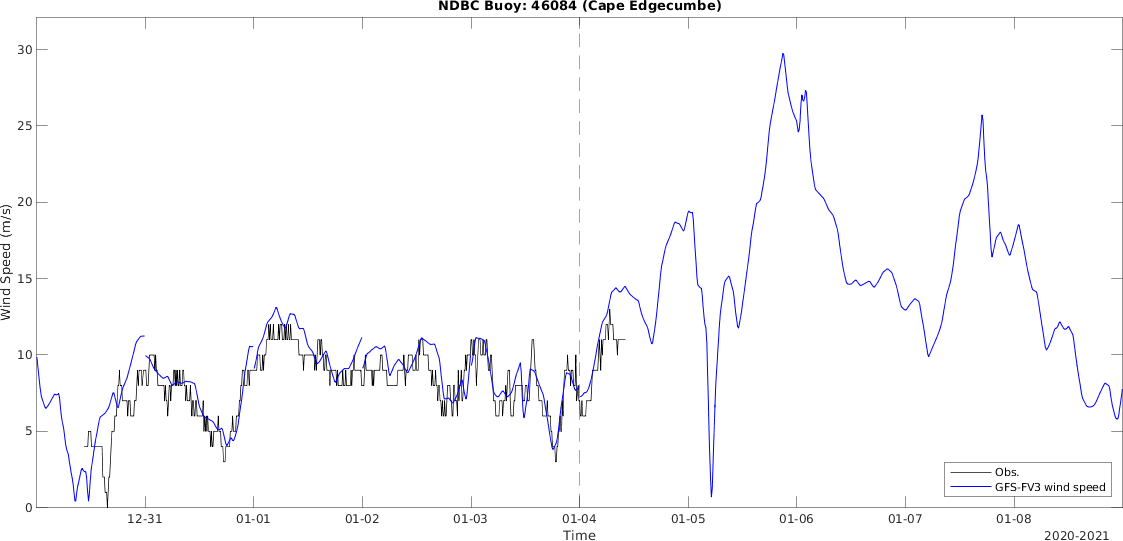 NDBC Buoy: 46084 (Cape Edgecumbe)
30
25
20
15
10
5
0
Wind Speed (m/s)
Obs.
GFS-FV3 wind speed
12-31 01-01 01-02 01-03 01-04 01-05 01-06 01-07 01-08
Time
2020-2021